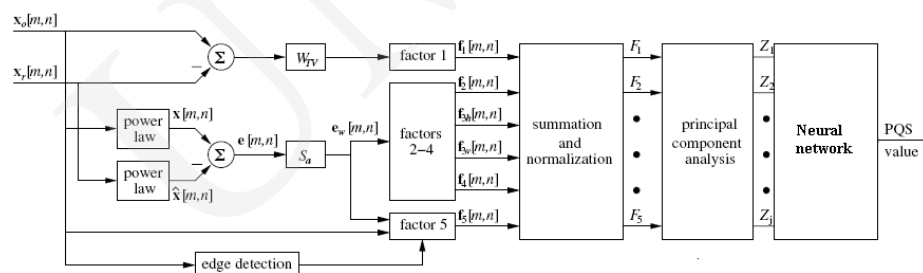 x_o[m,n]
x_r[m,n]
Σ
−
W_TV
factor 1
f_1[m,n]
power
law
x[m,n]
Σ
−
e[m,n]
S_a
e_w[m,n]
power
law
x̂[m,n]
factors
2−4
f_2[m,n]
f_3h[m,n]
f_3v[m,n]
f_4[m,n]
factor 5
f_5[m,n]
edge detection
summation
and
normalization
F_1
F_2
F_5
principal
component
analysis
Z_1
Z_2
Z_j
Neural
network
PQS
value